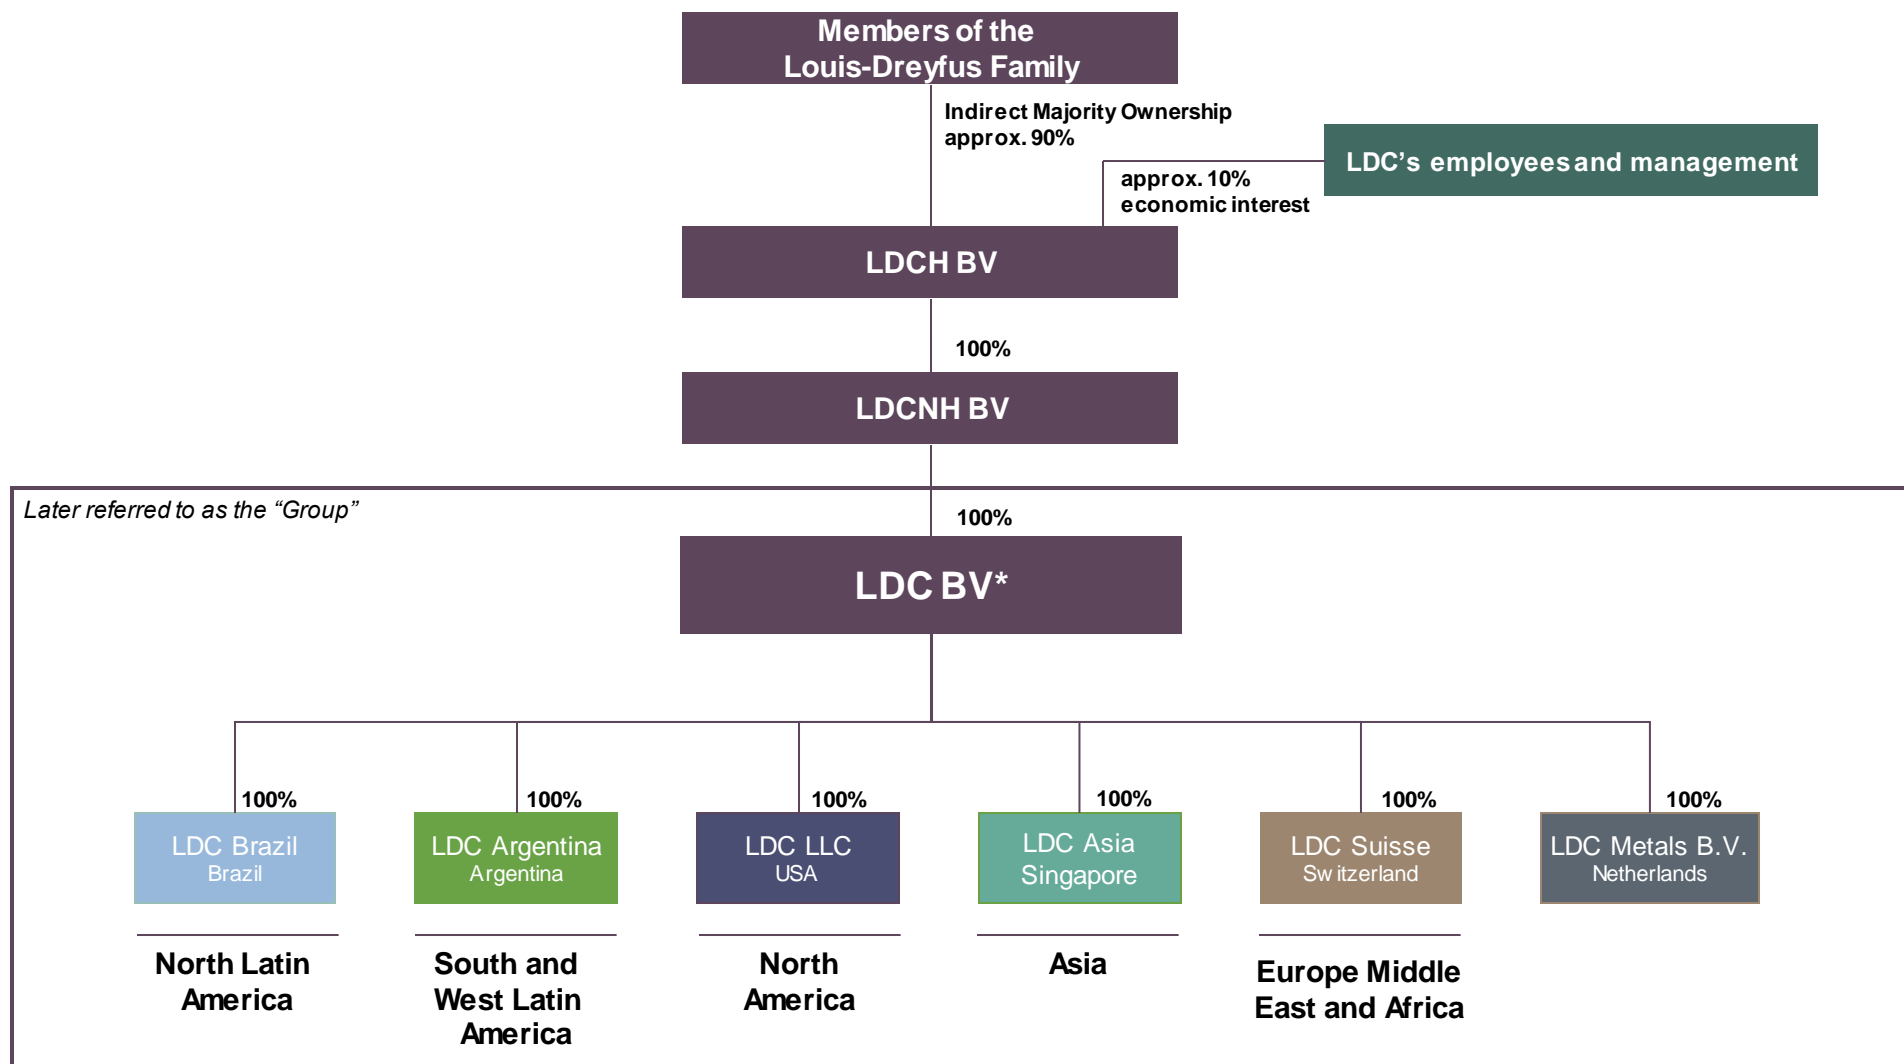 Members of the
Louis-Dreyfus Family
Indirect Majority Ownership
approx. 90%
LDC's employees and management
approx. 10%
economic interest
LDCH BV
100%
LDCNH BV
Later referred to as the “Group”
100%
LDC BV*
100%
100%
100%
100%
100%
100%
LDC Brazil
Brazil
LDC Argentina
Argentina
LDC LLC
USA
LDC Asia
Singapore
LDC Suisse
Switzerland
LDC Metals B.V.
Netherlands
North Latin
America
South and
West Latin
America
North
America
Asia
Europe Middle
East and Africa